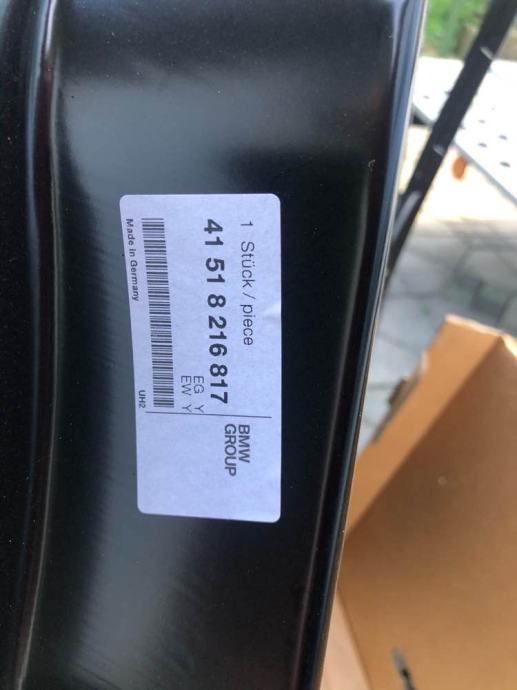 1 Stück / piece
41 51 8 216 817
EG Y
EW Y
Made in Germany
UH2
BMW
GROUP